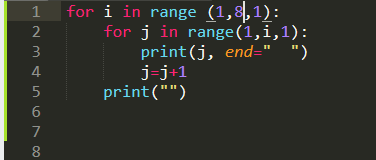 1 for i in range (1,8,1):
2     for j in range(1,i,1):
3         print(j, end="  ")
4         j=j+1
5     print("")
6
7
8